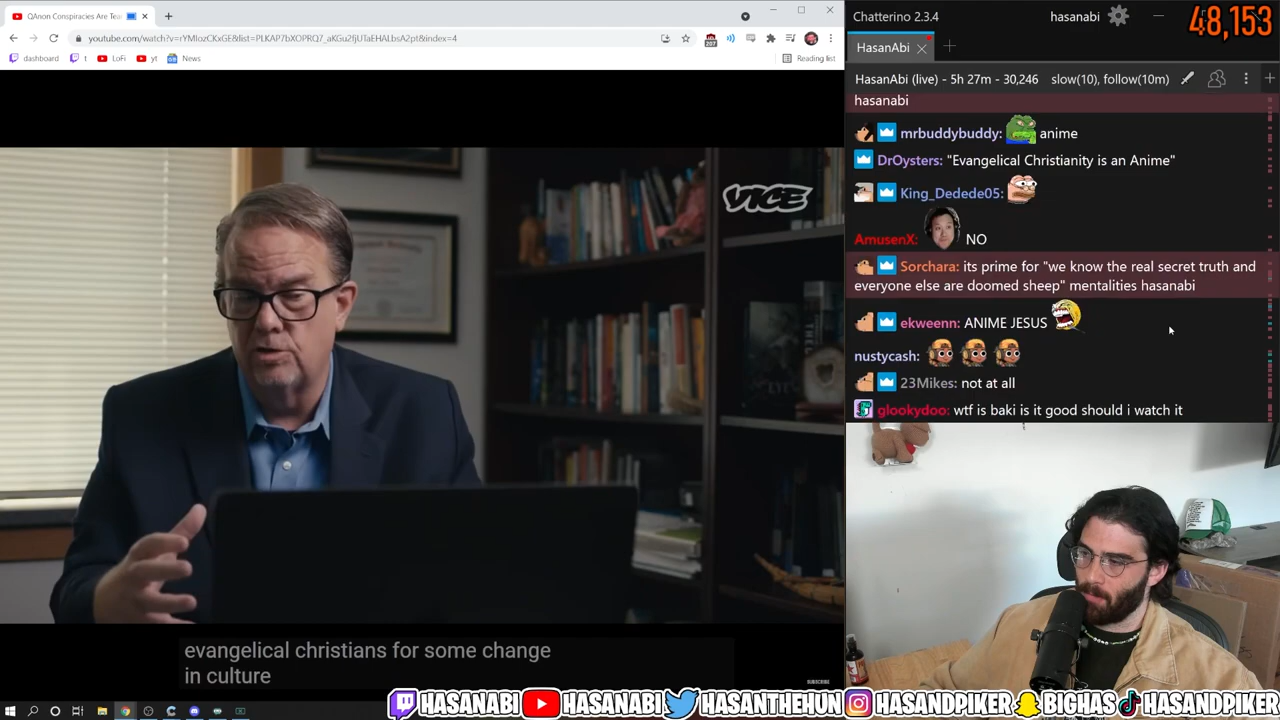 QAnon Conspiracies Are Tea
youtube.com/watch?v=rYMIozCKxGE&list=PLKAP7bXOPRQ7_aKGu2fjUTaEHALbsA2pt&index=4
207
dashboard
1
LoFi
yt
News
Reading list
VICE
evangelical christians for some change
in culture
SUBSCRIBE
Chatterino 2.3.4
hasanabi
48,153
HasanAbi
HasanAbi (live) - 5h 27m - 30,246
slow(10), follow(10m)
hasanabi
mrbuddybuddy: anime
DrOysters: "Evangelical Christianity is an Anime"
King_Dedede05:
AmusenX: NO
Sorchara: its prime for "we know the real secret truth and
everyone else are doomed sheep" mentalities hasanabi
ekweenn: ANIME JESUS
nustycash:
23Mikes: not at all
glookydoo: wtf is baki is it good should i watch it
HASANABI HASANABI HASANTHEHUN HASANDPIKER BIGHAS HASANDPIKER